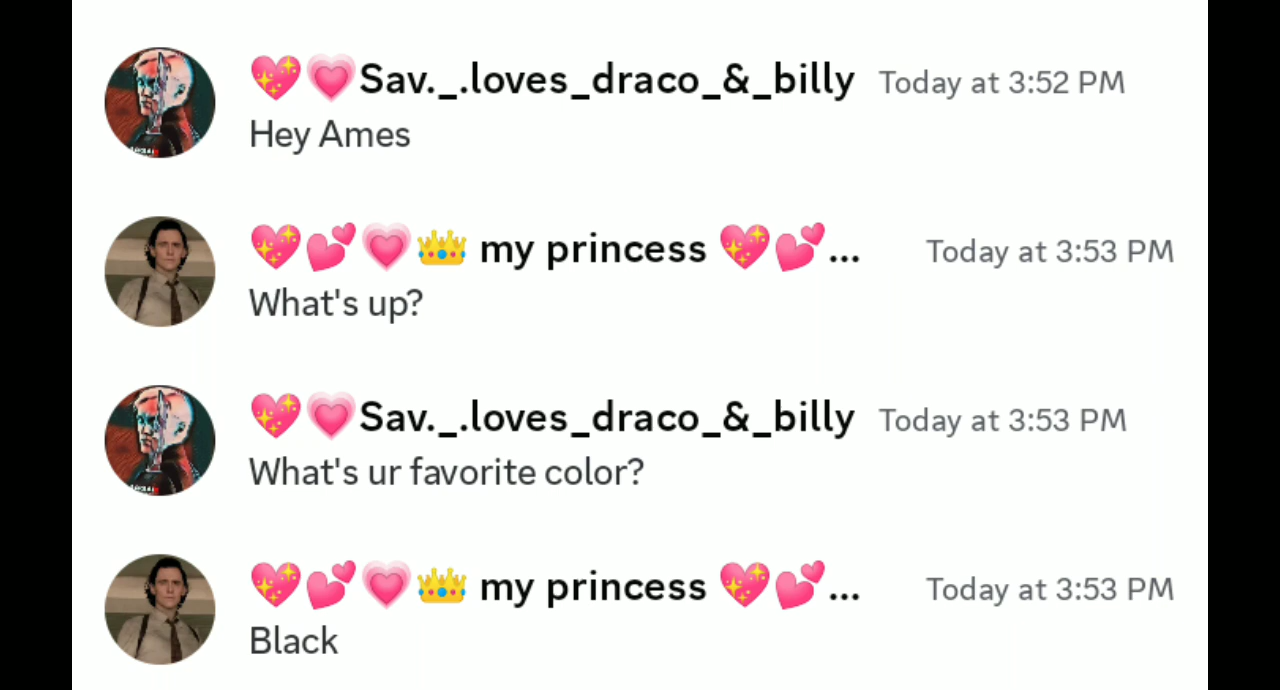 💖💗Sav._.loves_draco_&_billy Today at 3:52 PM
Hey Ames
💖💕💗👑 my princess 💖💕... Today at 3:53 PM
What's up?
💖💗Sav._.loves_draco_&_billy Today at 3:53 PM
What's ur favorite color?
💖💕💗👑 my princess 💖💕... Today at 3:53 PM
Black